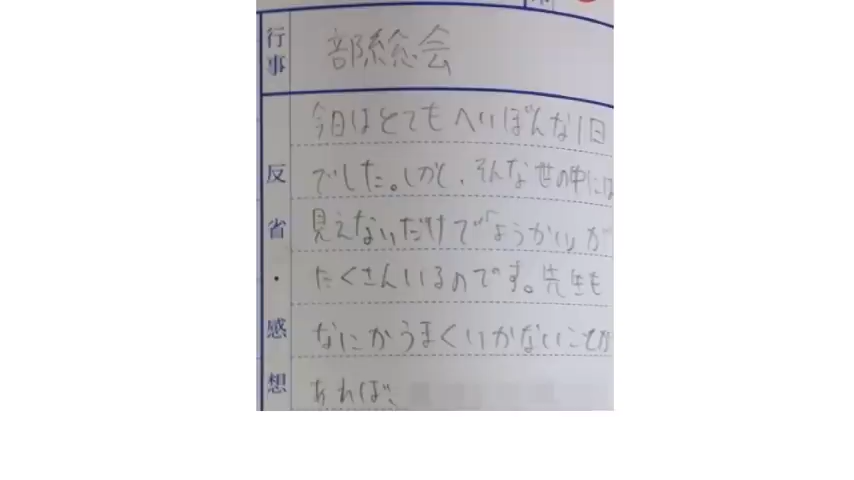 行事 部総会
今日はとてもへいぼんな1日
でした。しかし、そんな世の中には
見えないだけで「ようかい」が
たくさんいるのです。先生も
なにかうまくいかないことが
あれば、
反省・感想